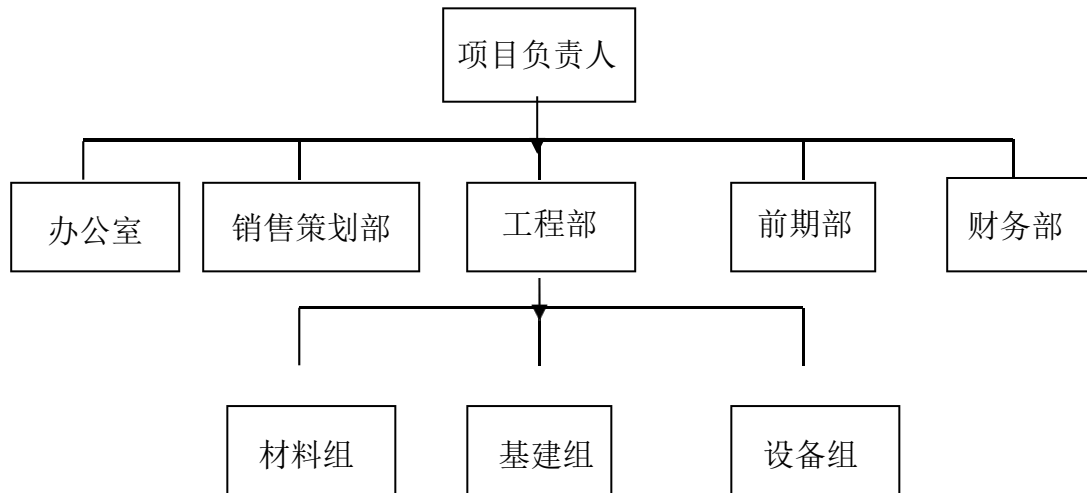 项目负责人
办公室
销售策划部
工程部
前期部
财务部
材料组
基建组
设备组